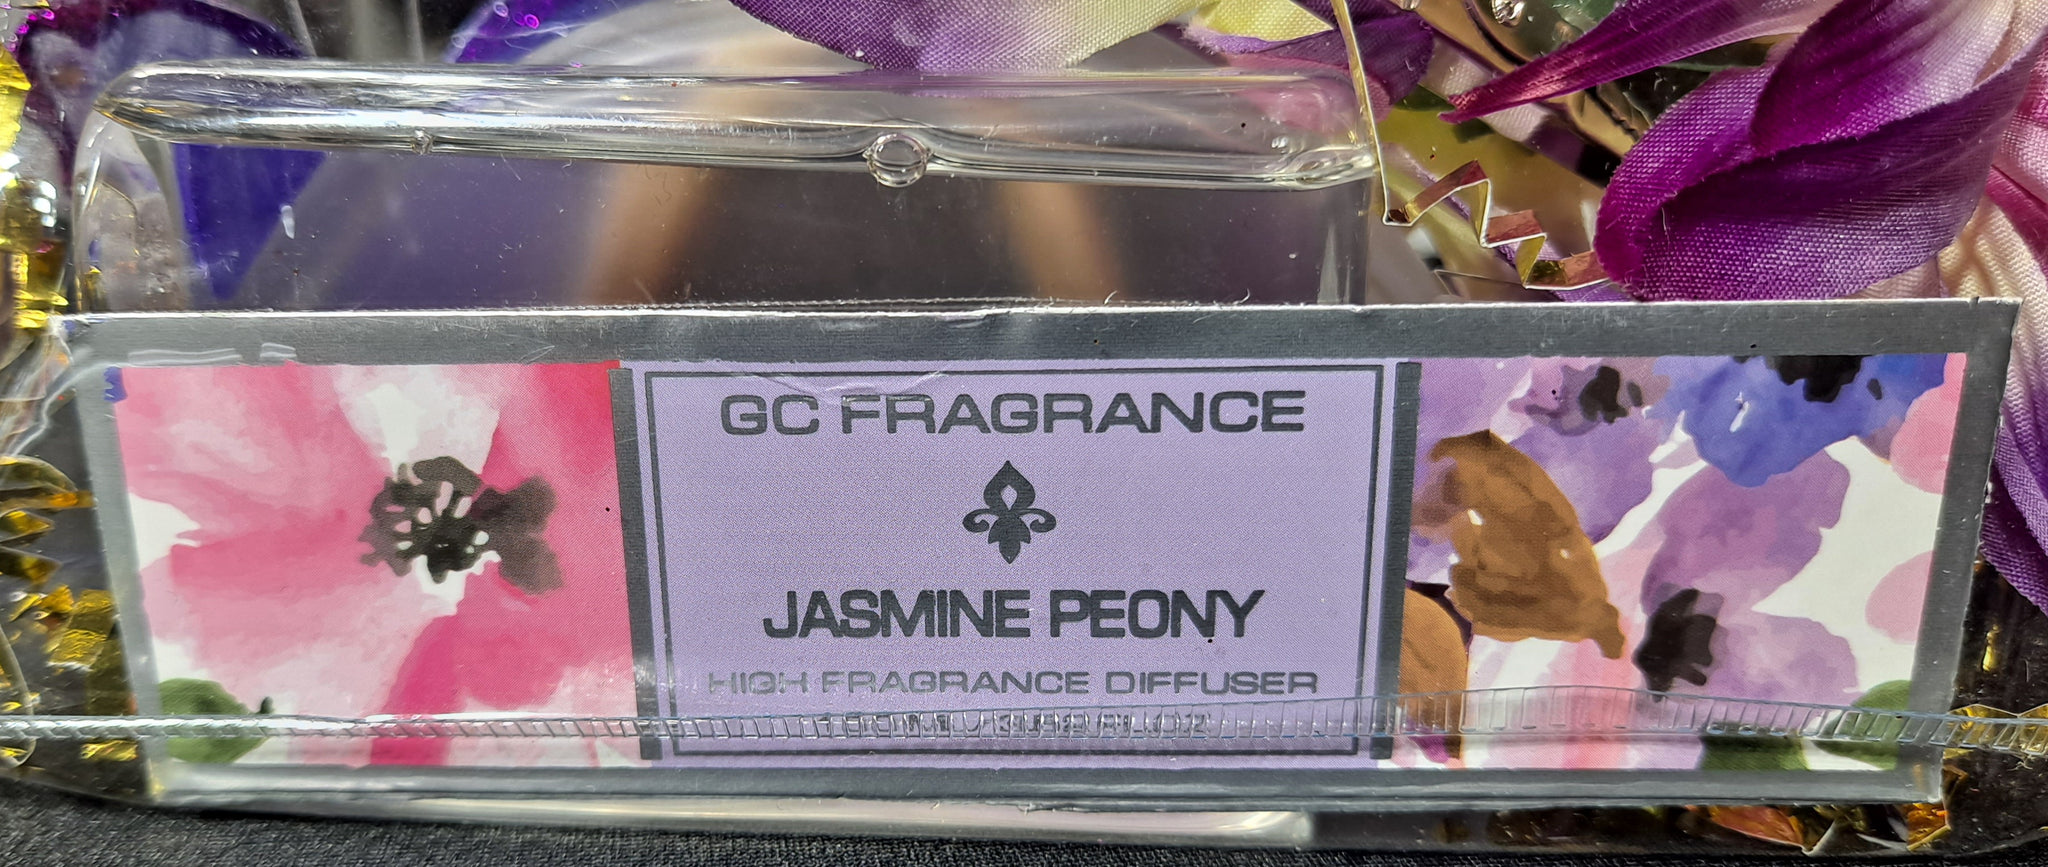 GC FRAGRANCE
JASMINE PEONY
HIGH FRAGRANCE DIFFUSER